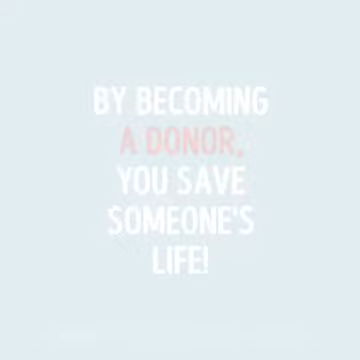 BY BECOMING
A DONOR,
YOU SAVE
SOMEONE'S
LIFE!